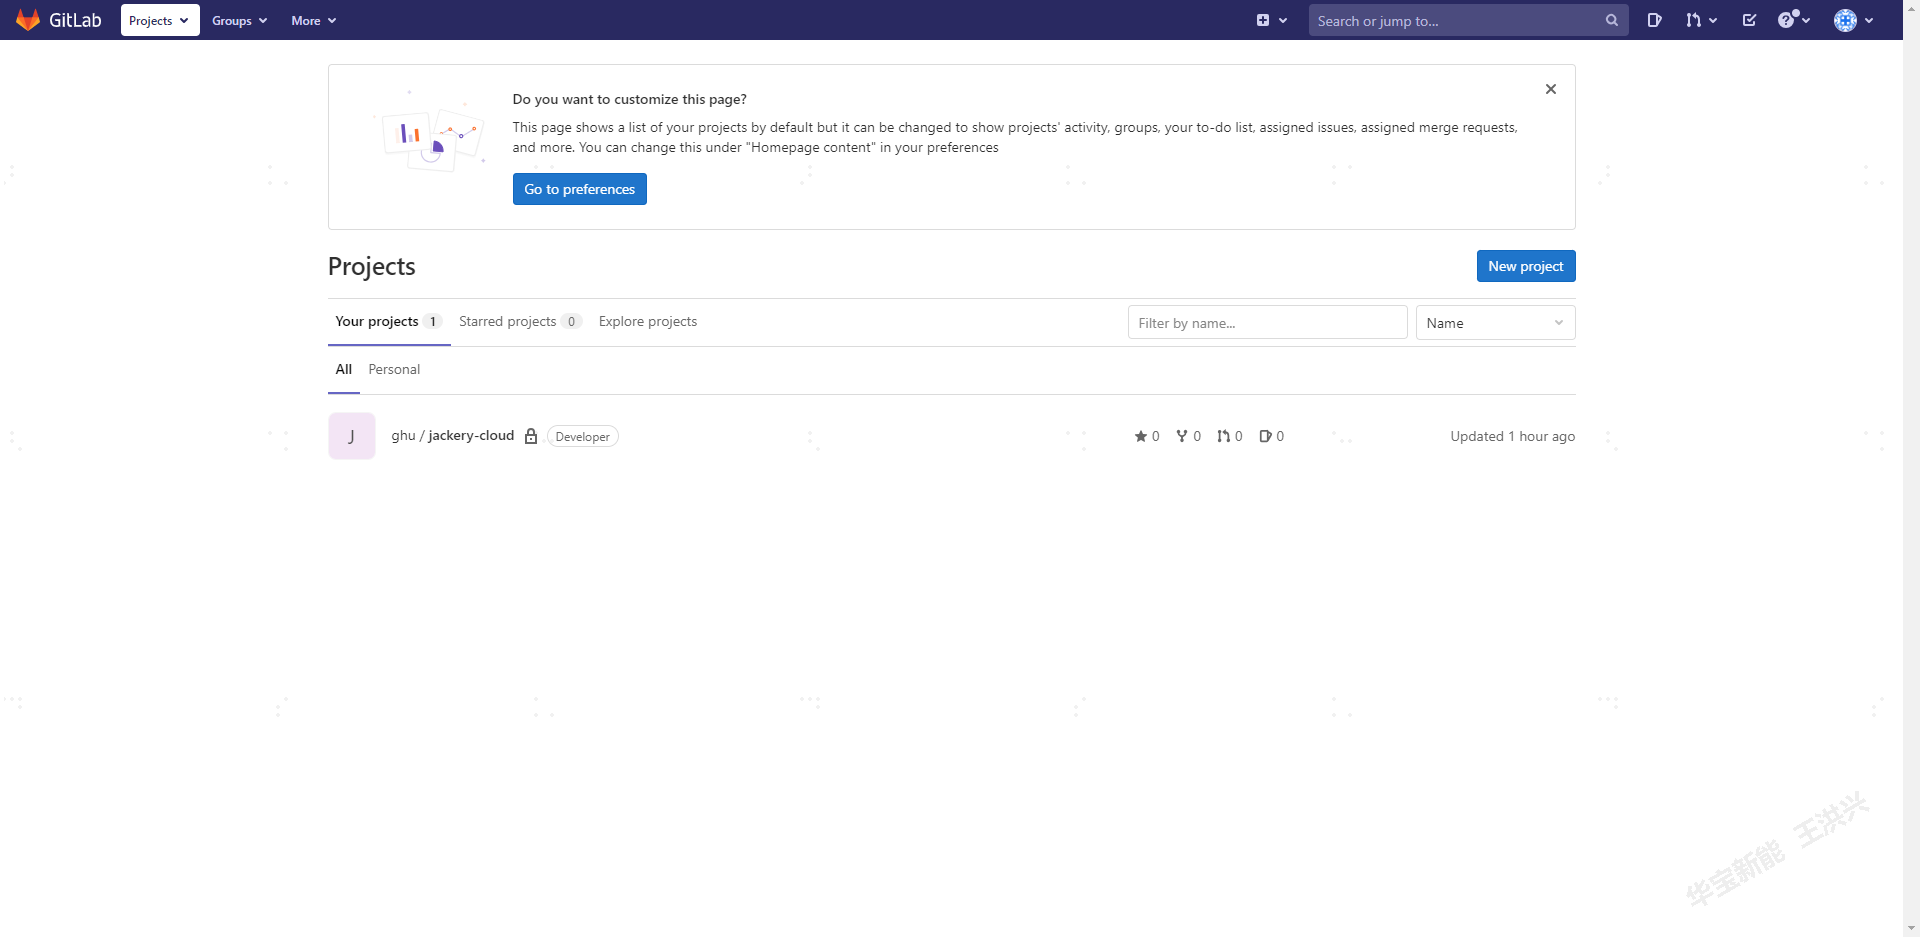 GitLab Projects Groups More Search or jump to...
Do you want to customize this page?
This page shows a list of your projects by default but it can be changed to show projects' activity, groups, your to-do list, assigned issues, assigned merge requests,
and more. You can change this under "Homepage content" in your preferences
Go to preferences
Projects New project
Your projects 1 Starred projects 0 Explore projects Filter by name... Name
All Personal
J ghu / jackery-cloud Developer 0 0 0 0 Updated 1 hour ago
华宝新能 王洪兴